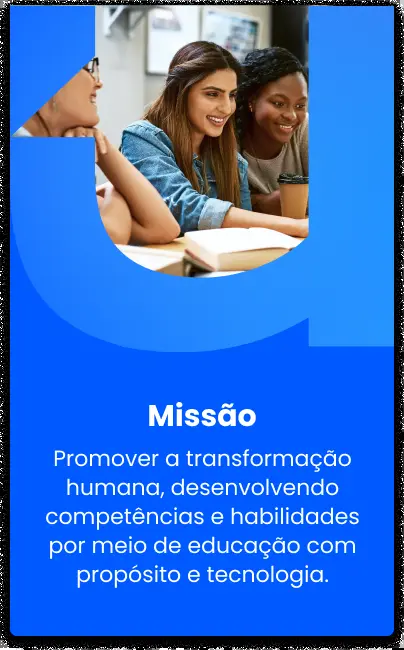 Missão
Promover a transformação
humana, desenvolvendo
competências e habilidades
por meio de educação com
propósito e tecnologia.